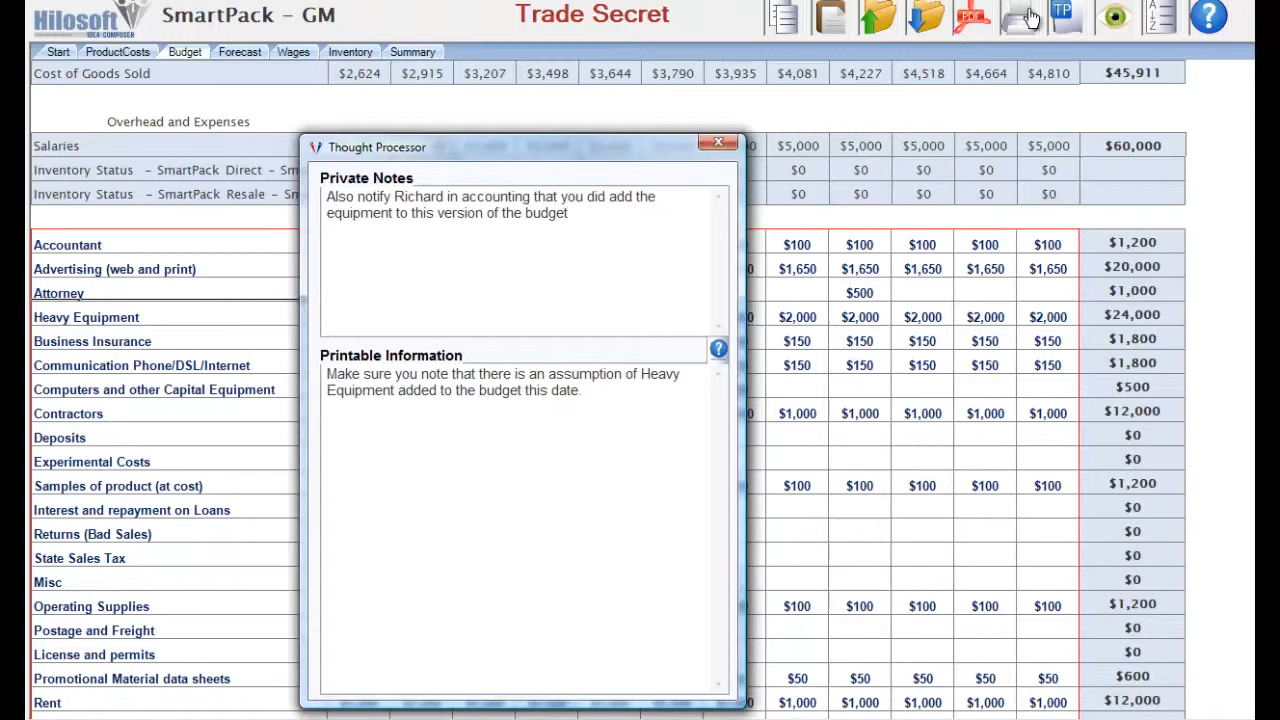 Hilosoft
IDEA COMPOSER
SmartPack - GM
Trade Secret
PDF
TP
?
Start ProductCosts Budget Forecast Wages Inventory Summary
Cost of Goods Sold $2,624 $2,915 $3,207 $3,498 $3,644 $3,790 $3,935 $4,081 $4,227 $4,518 $4,664 $4,810 $45,911
Overhead and Expenses
Salaries $5,000 $5,000 $5,000 $5,000 $5,000 $60,000
Inventory Status - SmartPack Direct - Sm $0 $0 $0 $0 $0
Inventory Status - SmartPack Resale - Sn $0 $0 $0 $0 $0
Accountant $100 $100 $100 $100 $100 $1,200
Advertising (web and print) 0 $1,650 $1,650 $1,650 $1,650 $1,650 $20,000
Attorney $500 $1,000
Heavy Equipment 0 $2,000 $2,000 $2,000 $2,000 $2,000 $24,000
Business Insurance $150 $150 $150 $150 $150 $1,800
Communication Phone/DSL/Internet $150 $150 $150 $150 $150 $1,800
Computers and other Capital Equipment $500
Contractors 0 $1,000 $1,000 $1,000 $1,000 $1,000 $12,000
Deposits $0
Experimental Costs $0
Samples of product (at cost) $100 $100 $100 $100 $100 $1,200
Interest and repayment on Loans $0
Returns (Bad Sales) $0
State Sales Tax $0
Misc $0
Operating Supplies $100 $100 $100 $100 $100 $1,200
Postage and Freight $0
License and permits $0
Promotional Material data sheets $50 $50 $50 $50 $50 $600
Rent $1,000 $1,000 $1,000 $1,000 $1,000 $12,000
Thought Processor
Private Notes
Also notify Richard in accounting that you did add the
equipment to this version of the budget
Printable Information
?
Make sure you note that there is an assumption of Heavy
Equipment added to the budget this date.